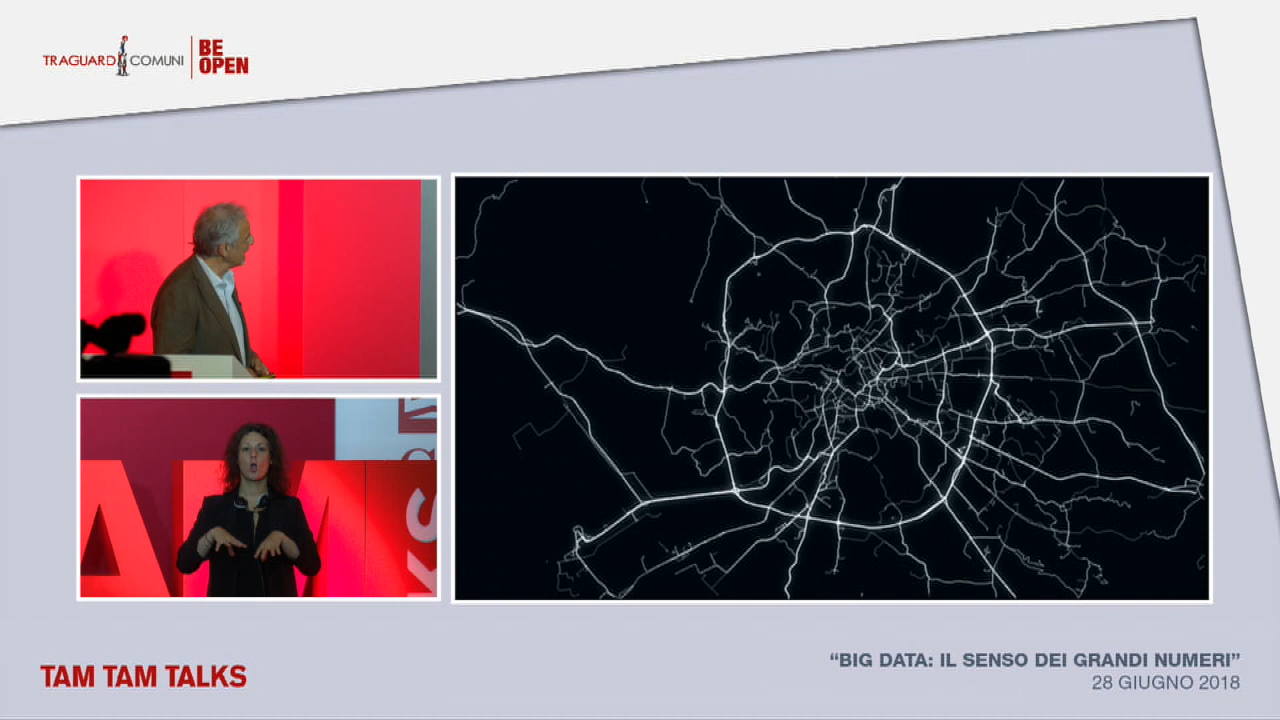 TRAGUARDI COMUNI
BE
OPEN
TAM TAM TALKS
“BIG DATA: IL SENSO DEI GRANDI NUMERI”
28 GIUGNO 2018